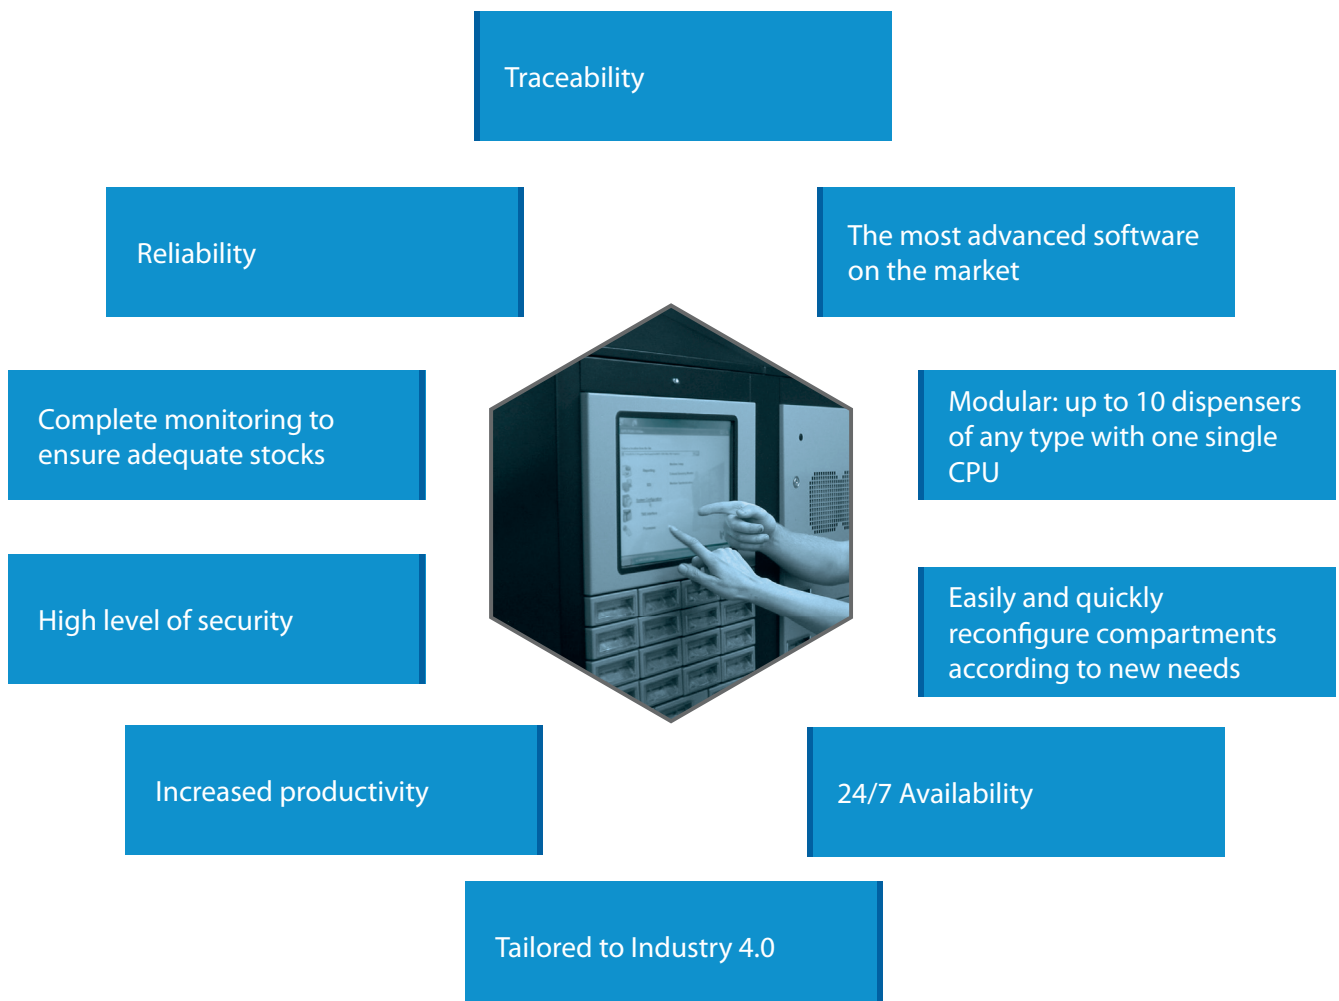 Traceability
Reliability
The most advanced software
on the market
Complete monitoring to
ensure adequate stocks
Modular: up to 10 dispensers
of any type with one single
CPU
High level of security
Easily and quickly
reconfigure compartments
according to new needs
Increased productivity
24/7 Availability
Tailored to Industry 4.0